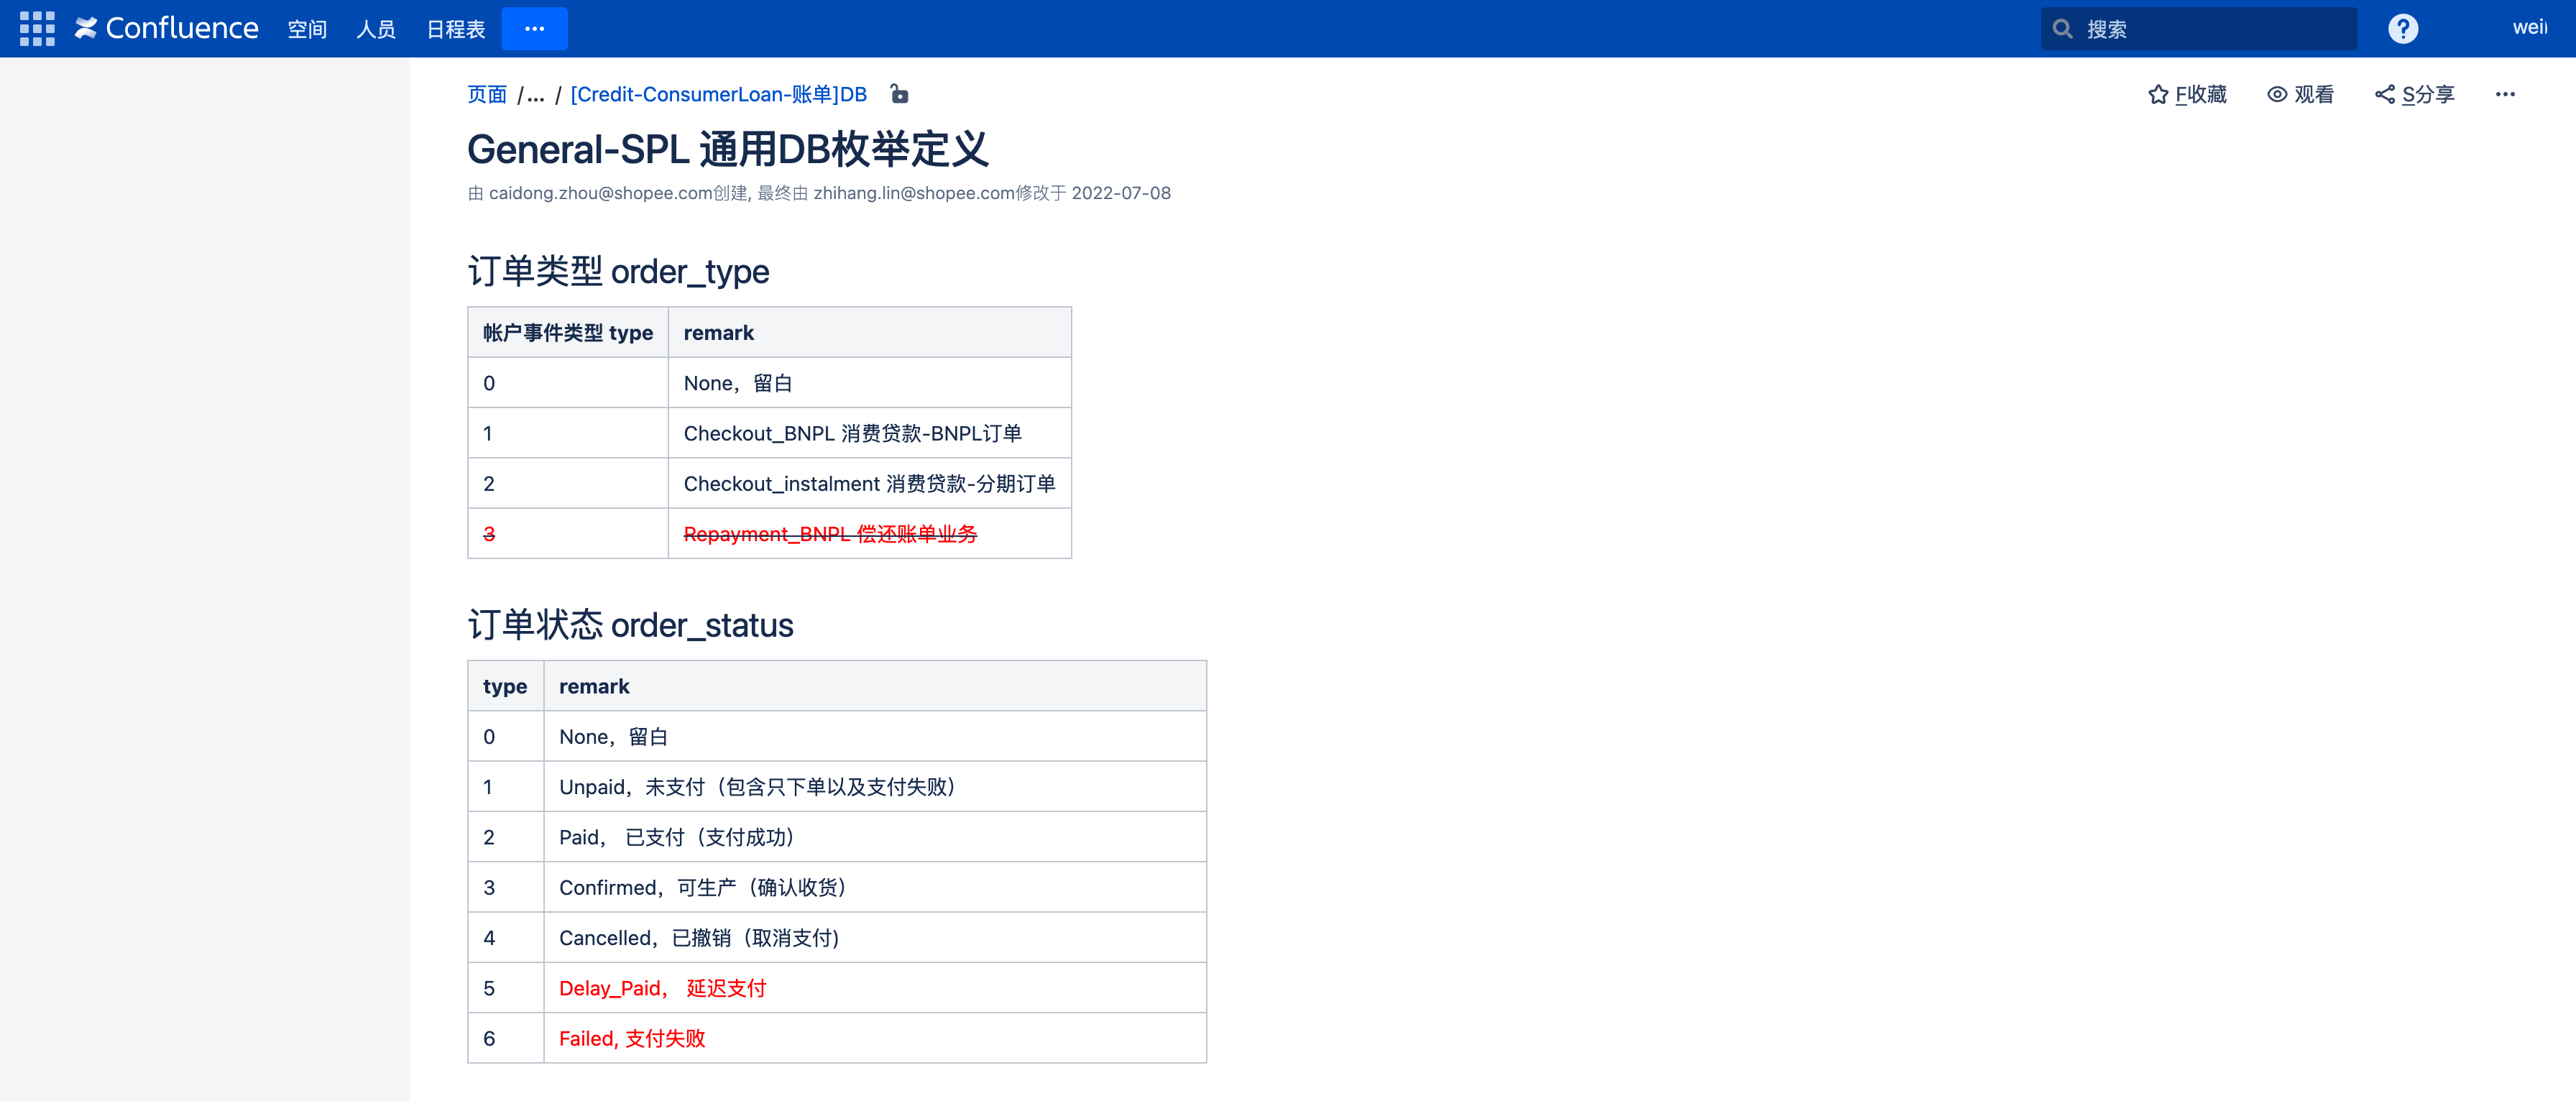 Confluence 空间 人员 日程表 ··· 搜索 ? wei
页面 /... / [Credit-ConsumerLoan-账单]DB F收藏 观看 S分享 ···
General-SPL 通用DB枚举定义
由 caidong.zhou@shopee.com创建, 最终由 zhihang.lin@shopee.com修改于 2022-07-08
订单类型 order_type
帐户事件类型 type remark
0 None，留白
1 Checkout_BNPL 消费贷款-BNPL订单
2 Checkout_instalment 消费贷款-分期订单
3 Repayment_BNPL 偿还账单业务
订单状态 order_status
type remark
0 None，留白
1 Unpaid，未支付（包含只下单以及支付失败）
2 Paid， 已支付（支付成功）
3 Confirmed，可生产（确认收货）
4 Cancelled，已撤销（取消支付)
5 Delay_Paid， 延迟支付
6 Failed, 支付失败